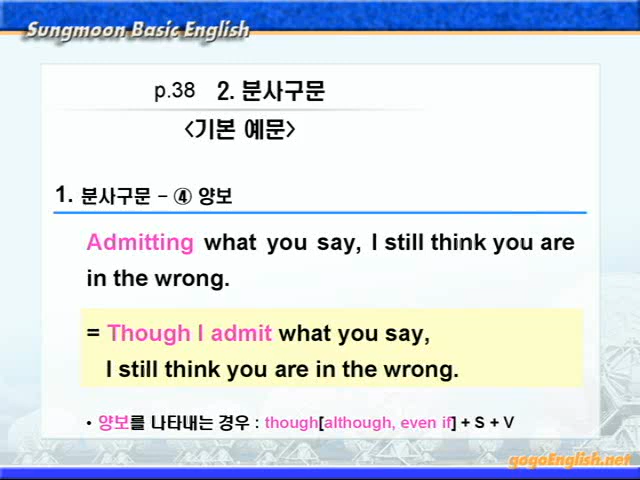 Sungmoon Basic English
p.38 2. 분사구문
<기본 예문>
1. 분사구문 - ④ 양보
Admitting what you say, I still think you are
in the wrong.
= Though I admit what you say,
I still think you are in the wrong.
• 양보를 나타내는 경우 : though[although, even if] + S + V
gogoEnglish.net